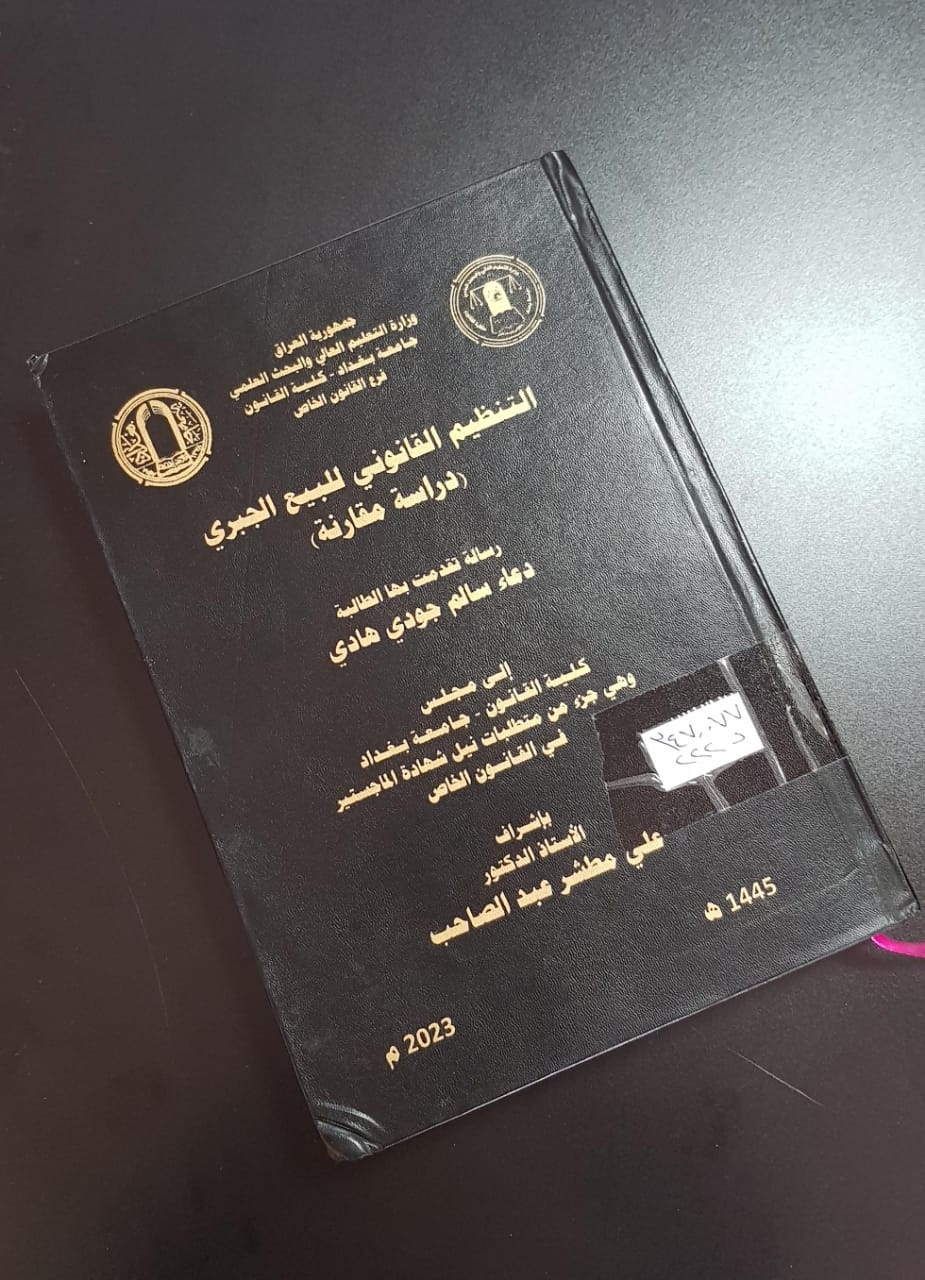 جمهورية العراق
وزارة التعليم العالي والبحث العلمي
جامعة بغداد - كلية القانون
فرع القانون الخاص
التنظيم القانوني للبيع الجبري
(دراسة مقارنة)
رسالة تقدمت بها الطالبة
دعاء سالم جودي هادي
إلى مجلس
كلية القانون - جامعة بغداد
وهي جزء من متطلبات نيل شهادة الماجستير
في القانون الخاص
بإشراف
الأستاذ الدكتور
علي مطشر عبد الصاحب
1445 هـ
2023 م
٣٤٧,٠٧٧